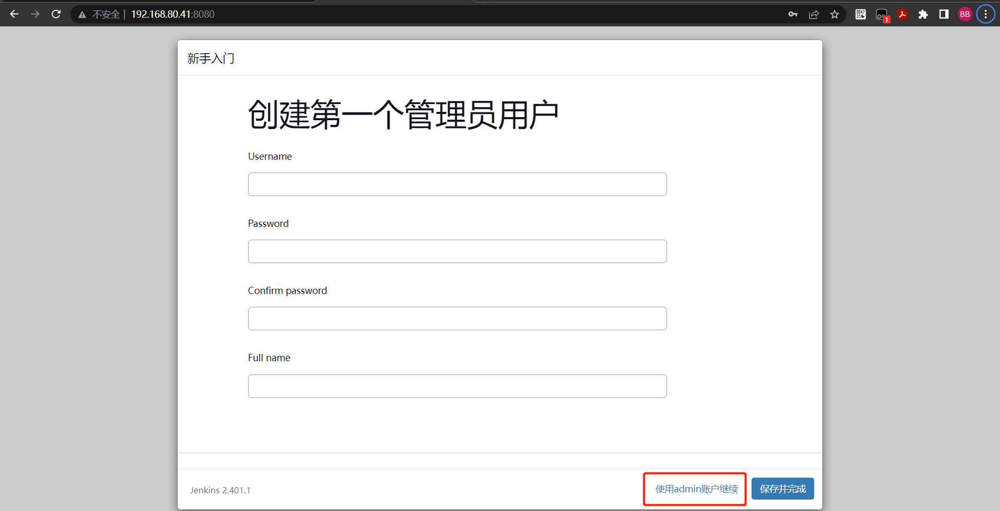 不安全 192.168.80.41:8080
1
BB
新手入门
创建第一个管理员用户
Username
Password
Confirm password
Full name
Jenkins 2.401.1
使用admin账户继续
保存并完成